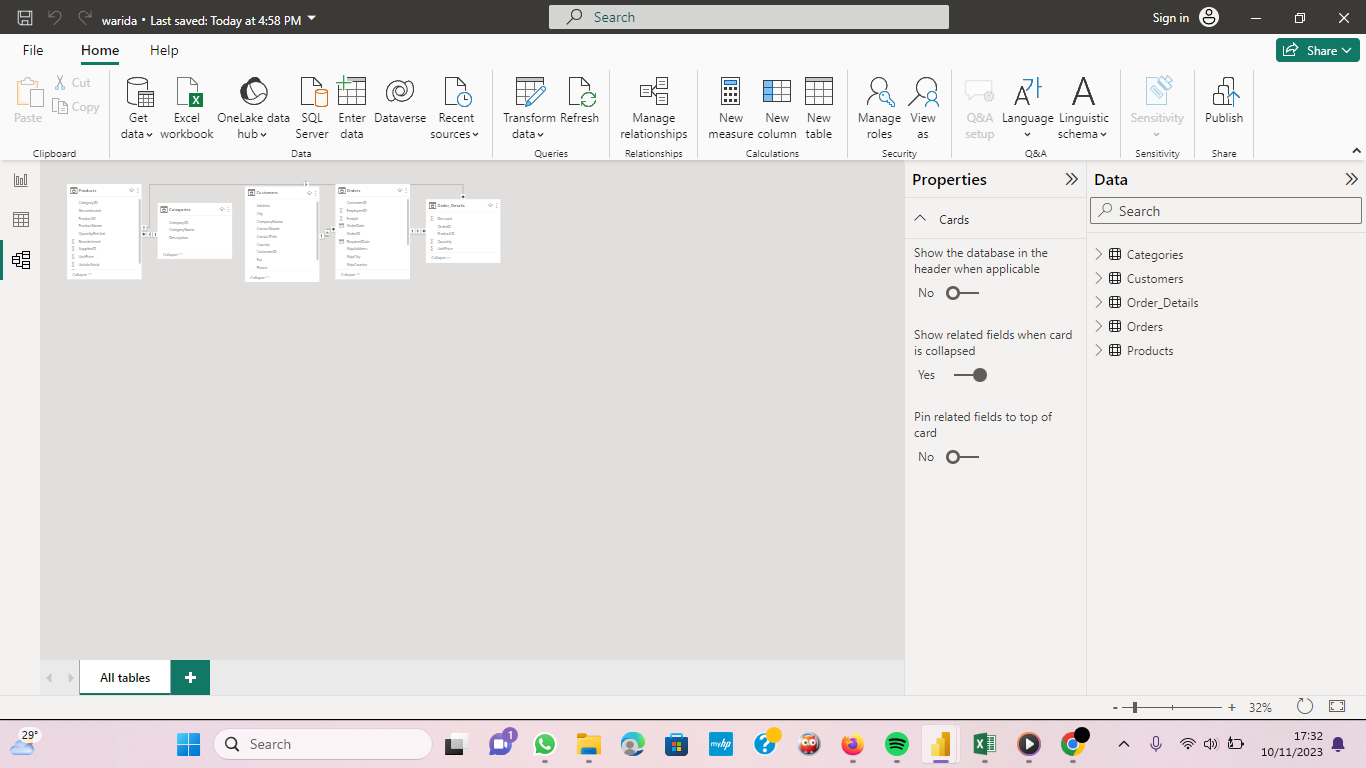 warida • Last saved: Today at 4:58 PM
Search
Sign in
File
Home
Help
Share
Paste
Cut
Copy
Get data
Excel workbook
OneLake data hub
SQL Server
Enter data
Dataverse
Recent sources
Transform data
Refresh
Manage relationships
New measure
New column
New table
Manage roles
View as
Q&A setup
Language
Linguistic schema
Sensitivity
Publish
Clipboard
Data
Queries
Relationships
Calculations
Security
Q&A
Sensitivity
Share
Products
CategoryID
Discontinued
ProductID
ProductName
QuantityPerUnit
ReorderLevel
SupplierID
UnitPrice
UnitsInStock
Collapse
Categories
CategoryID
CategoryName
Description
Collapse
Customers
Address
City
CompanyName
ContactName
ContactTitle
Country
CustomerID
Fax
Phone
Collapse
Orders
CustomerID
EmployeeID
Freight
OrderDate
OrderID
RequiredDate
ShipAddress
ShipCity
ShipCountry
Collapse
Order_Details
Discount
OrderID
ProductID
Quantity
UnitPrice
Collapse
Properties
Cards
Show the database in the
header when applicable
No
Show related fields when card
is collapsed
Yes
Pin related fields to top of
card
No
Data
Search
Categories
Customers
Order_Details
Orders
Products
All tables
32%
29°
Search
1
myhp
17:32
10/11/2023